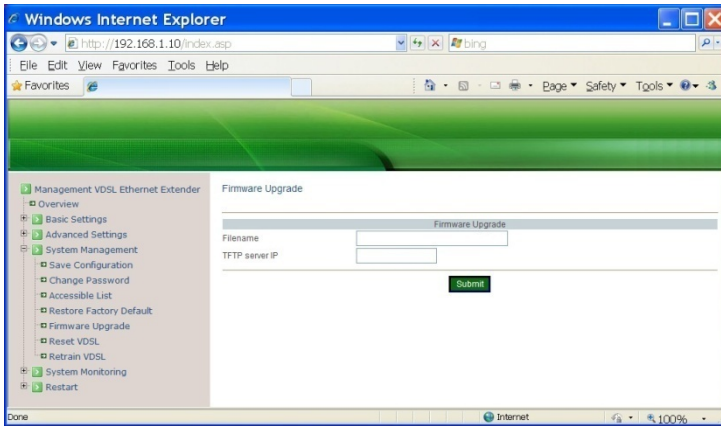 Windows Internet Explorer
http://192.168.1.10/index.asp
bing
File Edit View Favorites Tools Help
Favorites
Page Safety Tools
Management VDSL Ethernet Extender
Overview
Basic Settings
Advanced Settings
System Management
Save Configuration
Change Password
Accessible List
Restore Factory Default
Firmware Upgrade
Reset VDSL
Retrain VDSL
System Monitoring
Restart
Firmware Upgrade
Firmware Upgrade
Filename
TFTP server IP
Submit
Done
Internet
100%